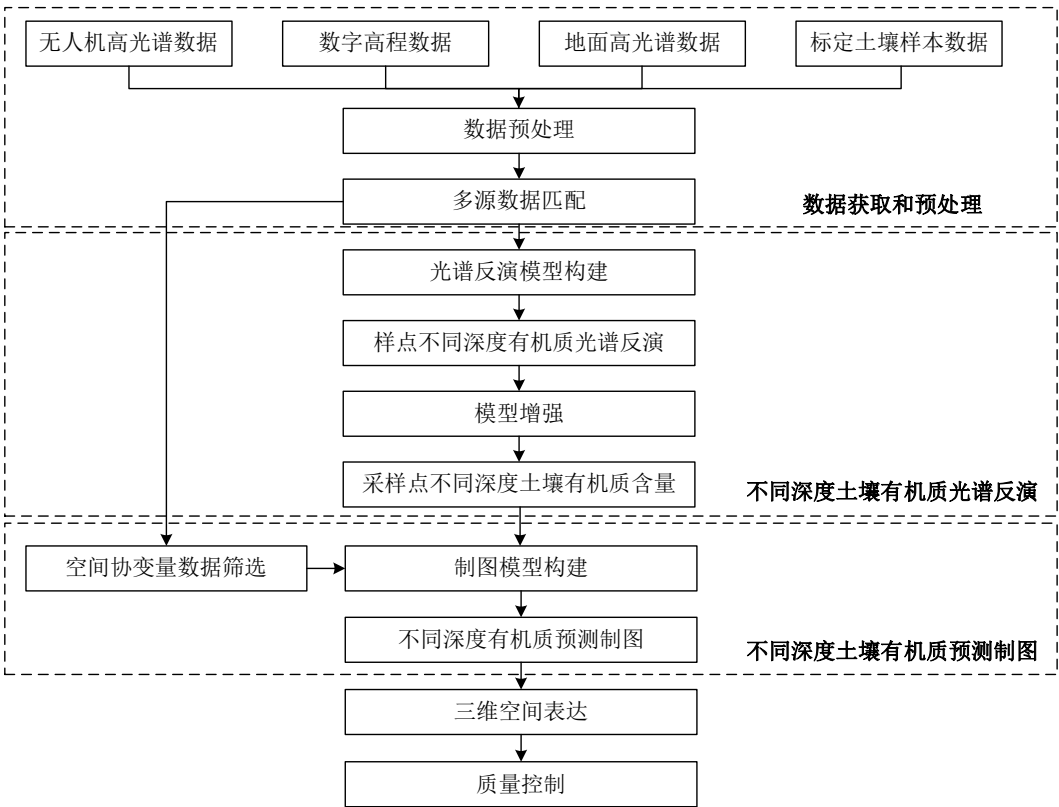 无人机高光谱数据
数字高程数据
地面高光谱数据
标定土壤样本数据
数据预处理
多源数据匹配
数据获取和预处理
光谱反演模型构建
样点不同深度有机质光谱反演
模型增强
采样点不同深度土壤有机质含量
不同深度土壤有机质光谱反演
空间协变量数据筛选
制图模型构建
不同深度有机质预测制图
不同深度土壤有机质预测制图
三维空间表达
质量控制